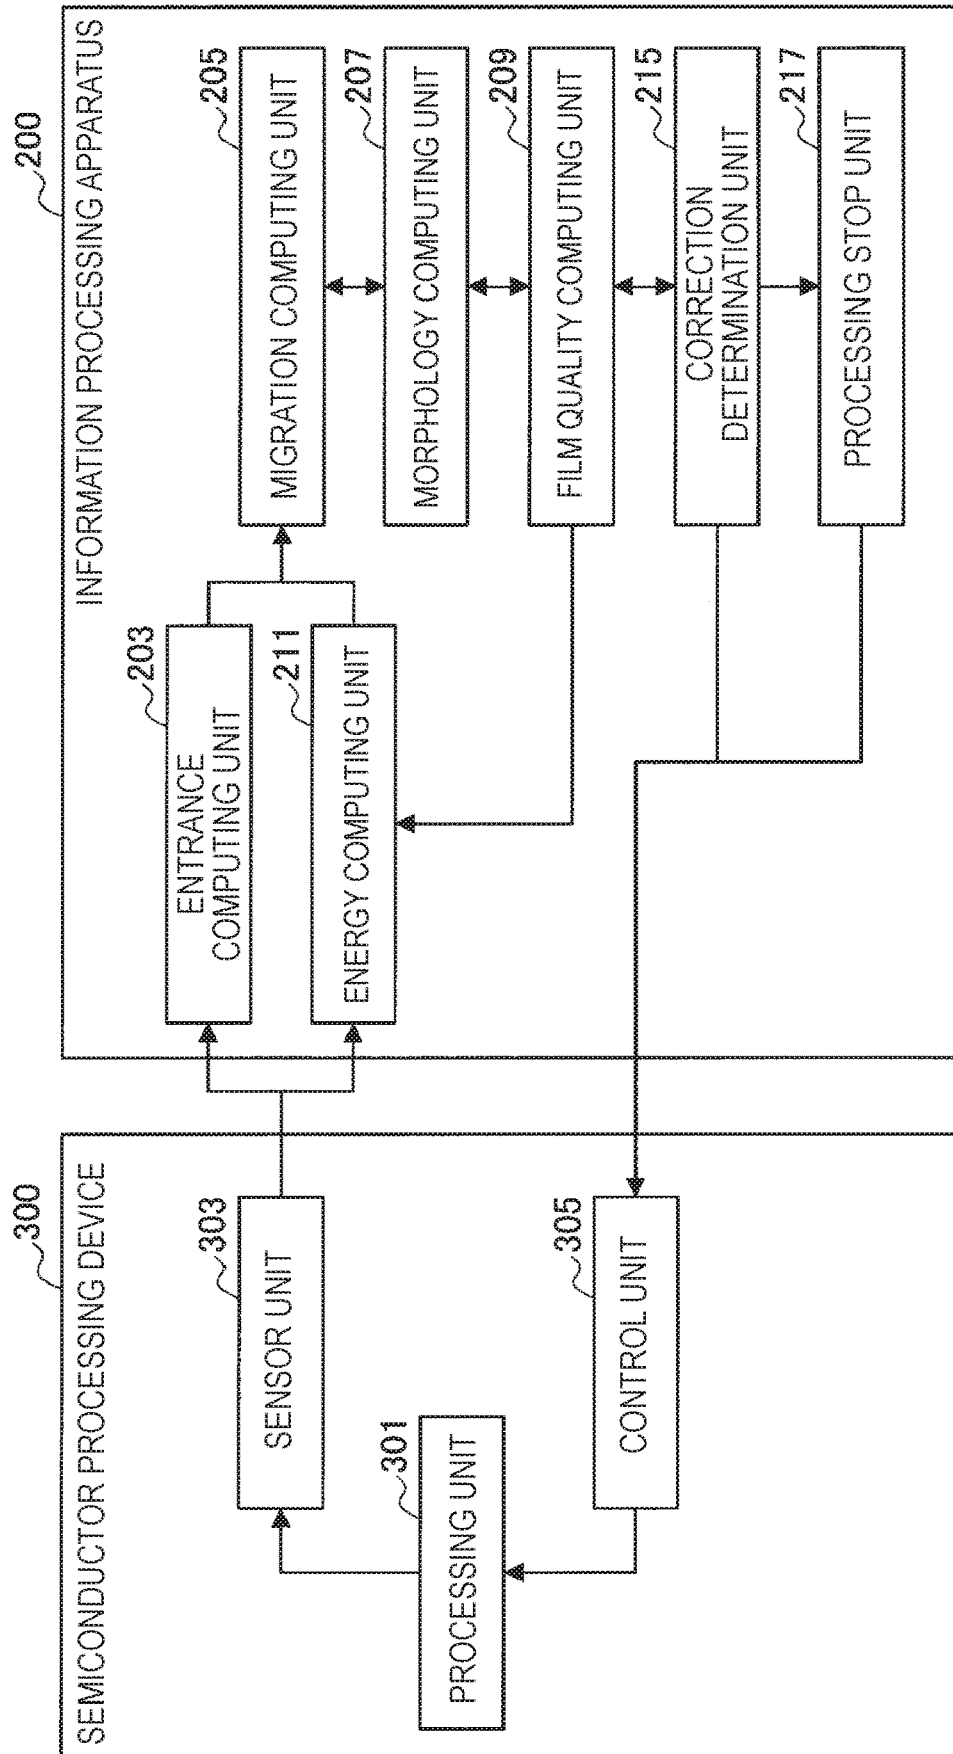 300
SEMICONDUCTOR PROCESSING DEVICE
303
SENSOR UNIT
301
PROCESSING UNIT
305
CONTROL UNIT
200
INFORMATION PROCESSING APPARATUS
203
ENTRANCE
COMPUTING UNIT
211
ENERGY COMPUTING UNIT
205
MIGRATION COMPUTING UNIT
207
MORPHOLOGY COMPUTING UNIT
209
FILM QUALITY COMPUTING UNIT
215
CORRECTION
DETERMINATION UNIT
217
PROCESSING STOP UNIT